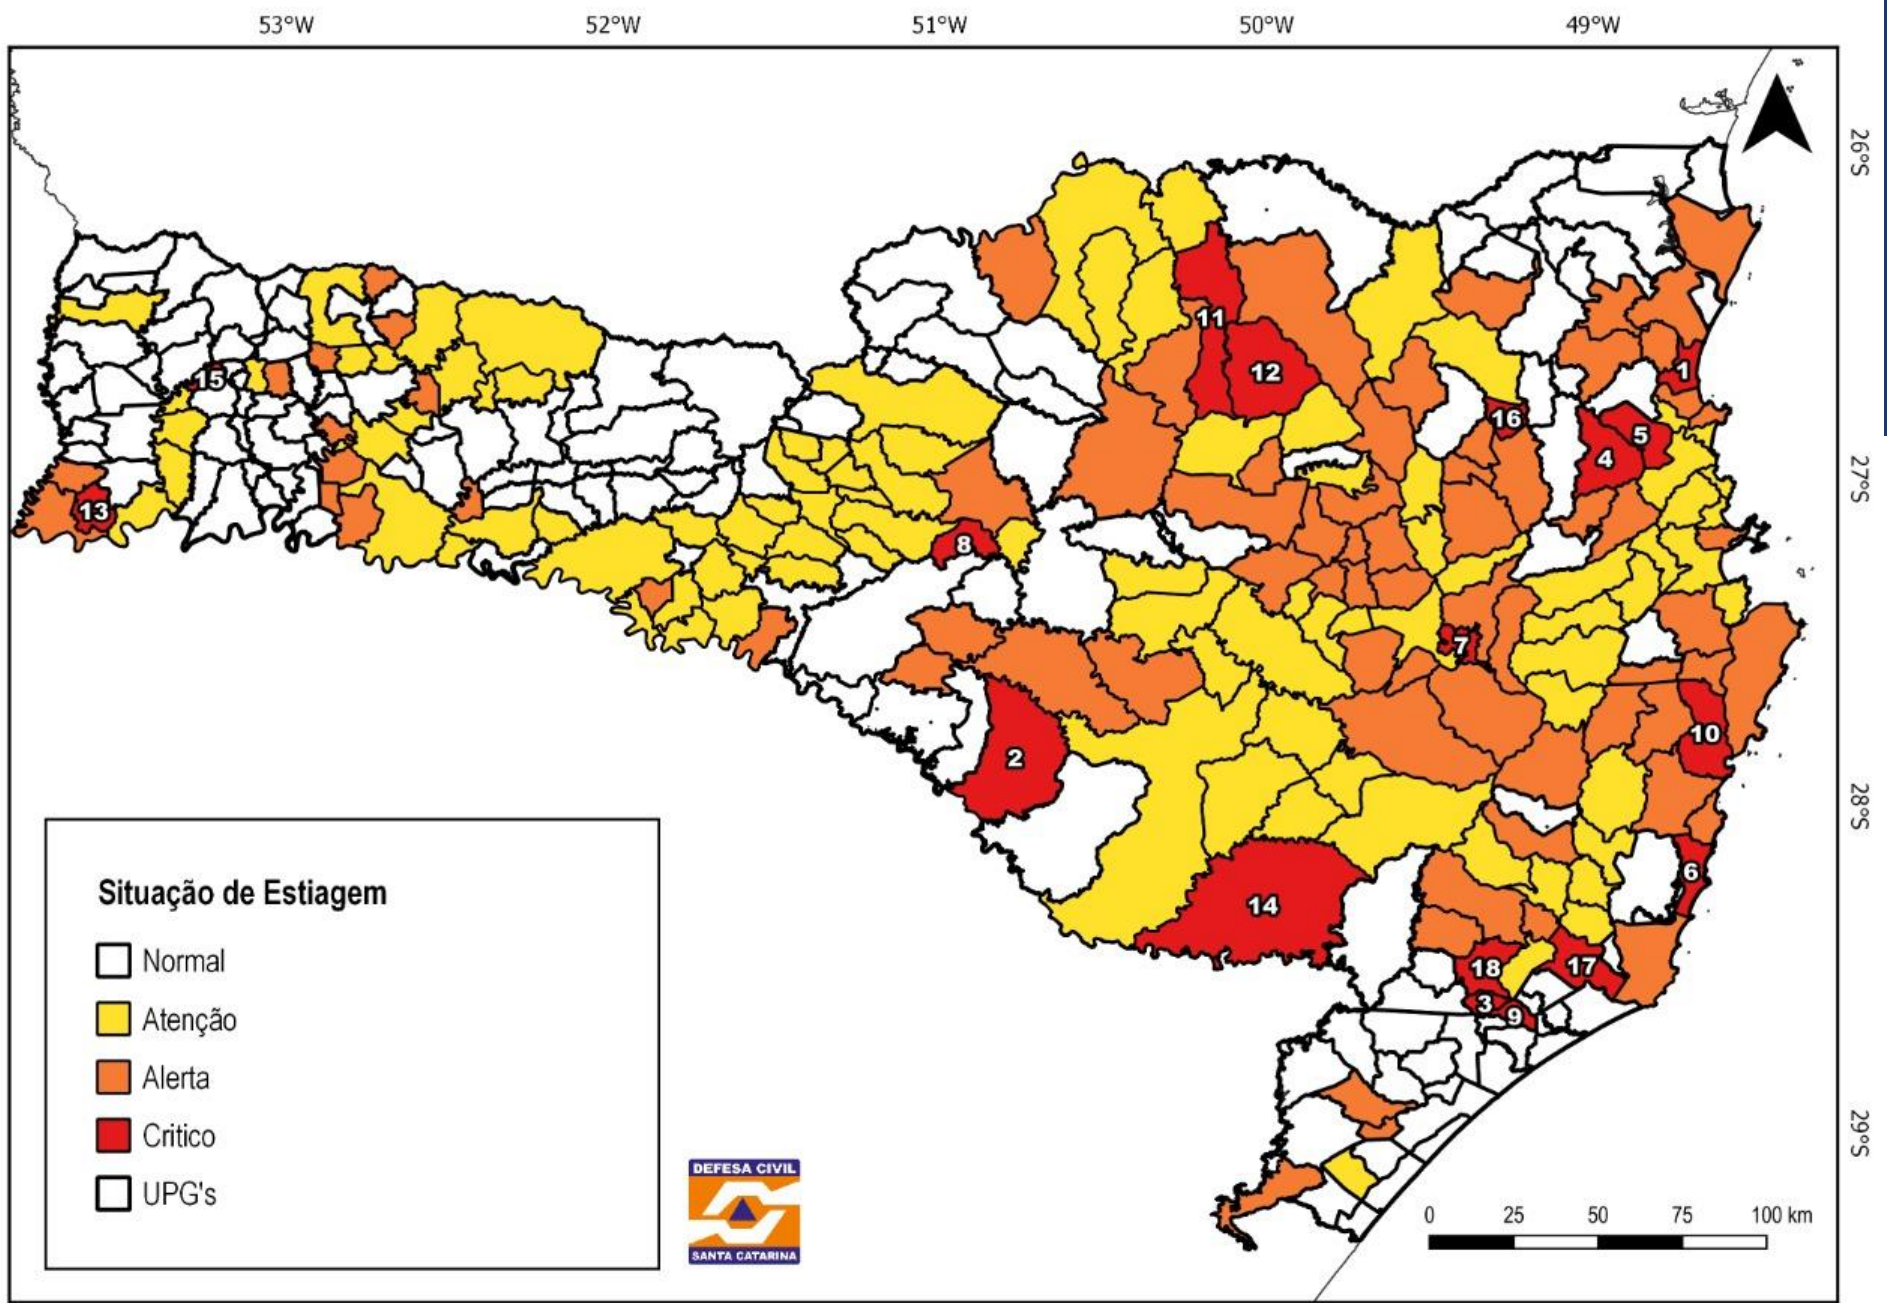 53°W 52°W 51°W 50°W 49°W
26°S
11
12
15
1
16
5
4
27°S
13
8
7
10
2
28°S
6
14
18
17
3
9
Situação de Estiagem
Normal
Atenção
Alerta
Critico
UPG's
29°S
DEFESA CIVIL
SANTA CATARINA
0 25 50 75 100 km